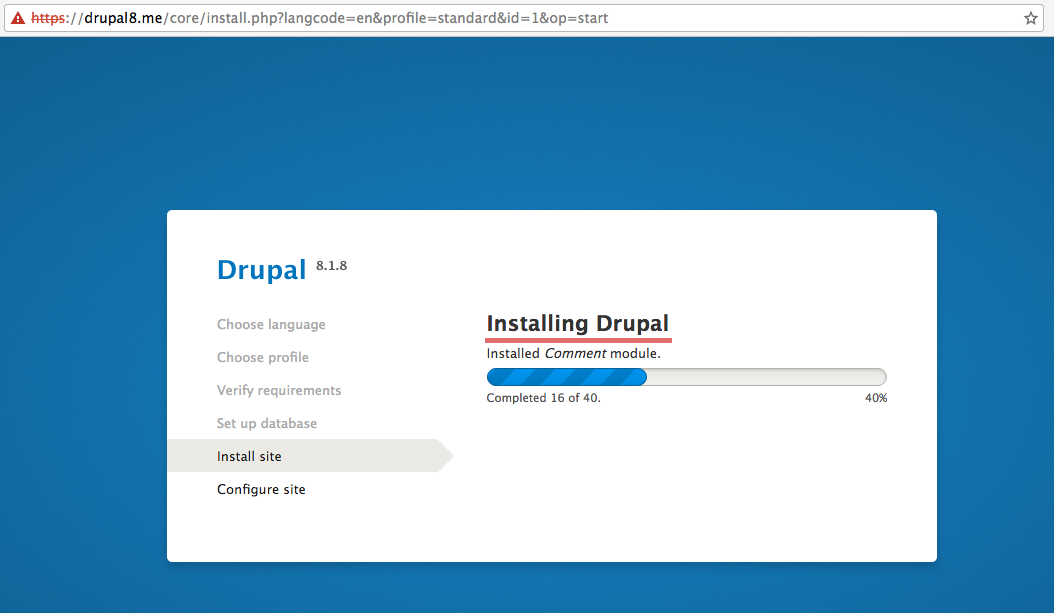 https://drupal8.me/core/install.php?langcode=en&profile=standard&id=1&op=start
Drupal 8.1.8
Choose language
Choose profile
Verify requirements
Set up database
Install site
Configure site
Installing Drupal
Installed Comment module.
Completed 16 of 40. 40%